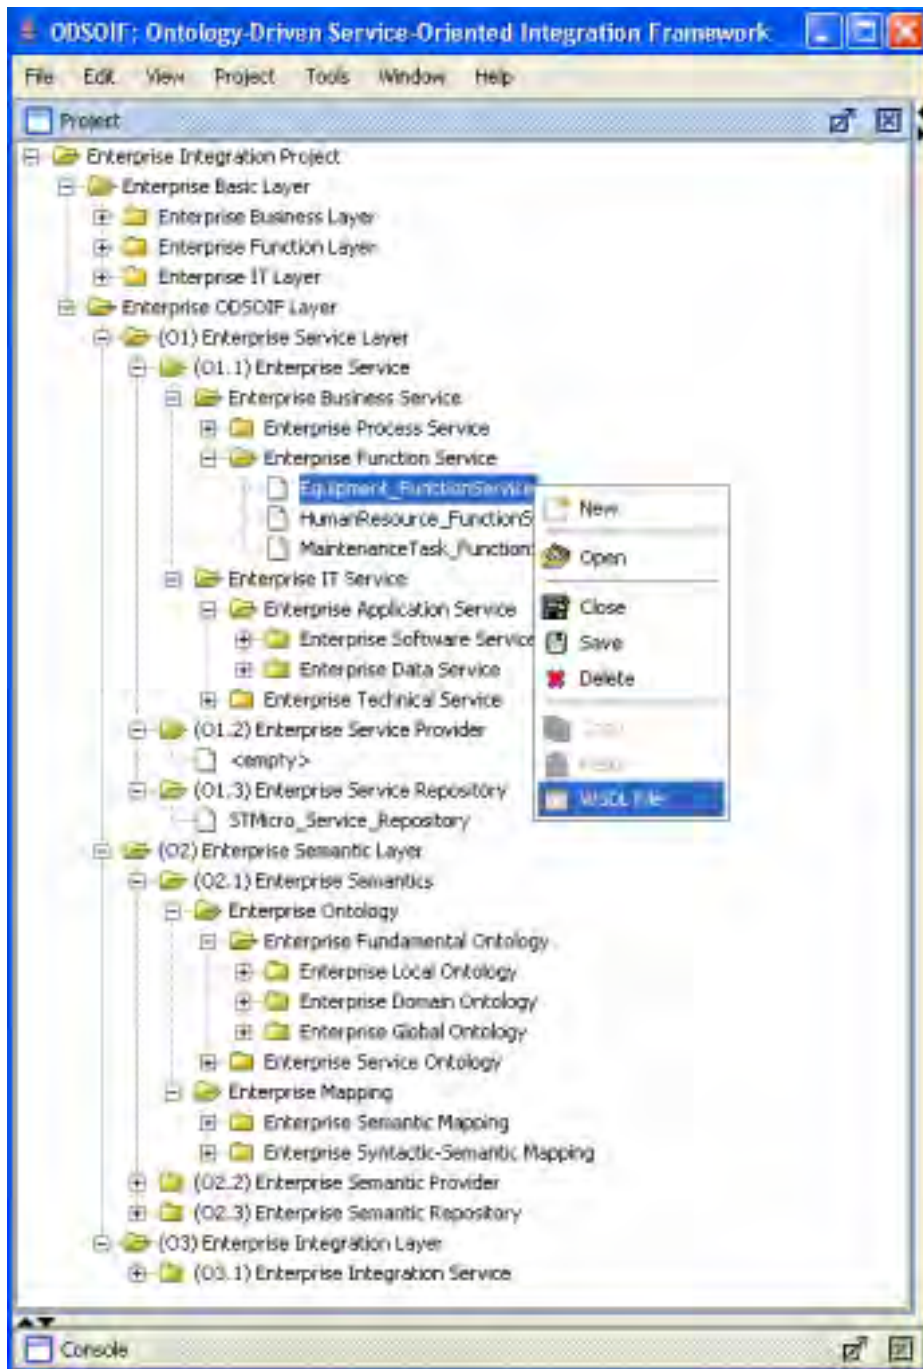 ODSOIF: Ontology-Driven Service-Oriented Integration Framework
File Edit View Project Tools Window Help
Project
Enterprise Integration Project
Enterprise Basic Layer
Enterprise Business Layer
Enterprise Function Layer
Enterprise IT Layer
Enterprise ODSOIF Layer
(O1) Enterprise Service Layer
(O1.1) Enterprise Service
Enterprise Business Service
Enterprise Process Service
Enterprise Function Service
Equipment_FunctionService
HumanResource_FunctionS
MaintenanceTask_Function
Enterprise IT Service
Enterprise Application Service
Enterprise Software Service
Enterprise Data Service
Enterprise Technical Service
(O1.2) Enterprise Service Provider
<empty>
(O1.3) Enterprise Service Repository
STMicro_Service_Repository
(O2) Enterprise Semantic Layer
(O2.1) Enterprise Semantics
Enterprise Ontology
Enterprise Fundamental Ontology
Enterprise Local Ontology
Enterprise Domain Ontology
Enterprise Global Ontology
Enterprise Service Ontology
Enterprise Mapping
Enterprise Semantic Mapping
Enterprise Syntactic-Semantic Mapping
(O2.2) Enterprise Semantic Provider
(O2.3) Enterprise Semantic Repository
(O3) Enterprise Integration Layer
(O3.1) Enterprise Integration Service
New
Open
Close
Save
Delete
WSDL File
Console